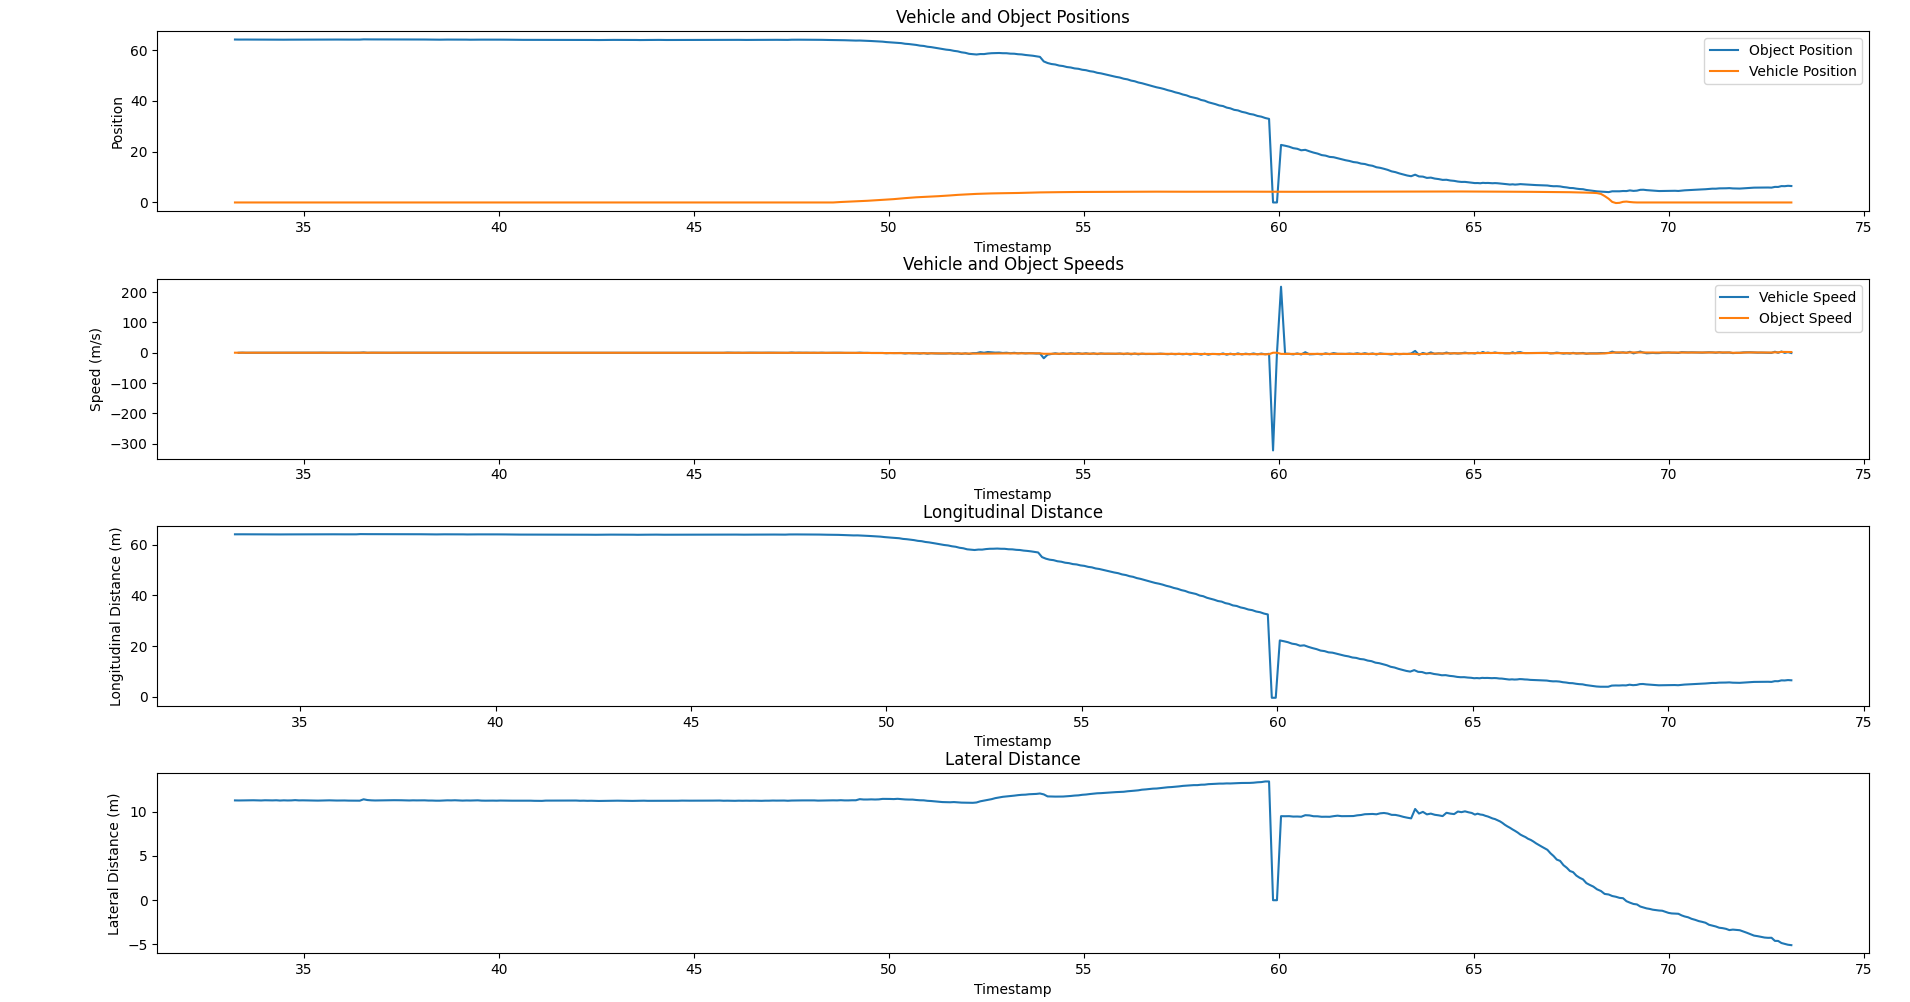 Vehicle and Object Positions
60
40
20
0
Position
Object Position
Vehicle Position
35 40 45 50 55 60 65 70 75
Timestamp
Vehicle and Object Speeds
200
100
0
−100
−200
−300
Speed (m/s)
Vehicle Speed
Object Speed
35 40 45 50 55 60 65 70 75
Timestamp
Longitudinal Distance
60
40
20
0
Longitudinal Distance (m)
35 40 45 50 55 60 65 70 75
Timestamp
Lateral Distance
10
5
0
−5
Lateral Distance (m)
35 40 45 50 55 60 65 70 75
Timestamp